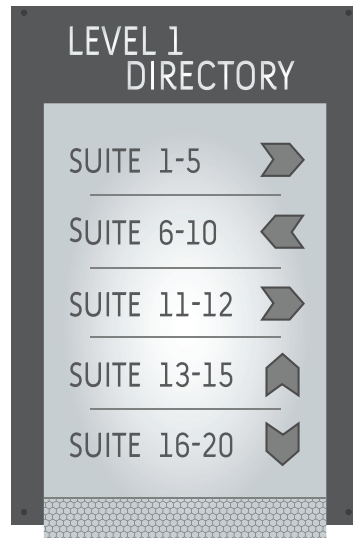 LEVEL 1
DIRECTORY
SUITE 1-5
SUITE 6-10
SUITE 11-12
SUITE 13-15
SUITE 16-20